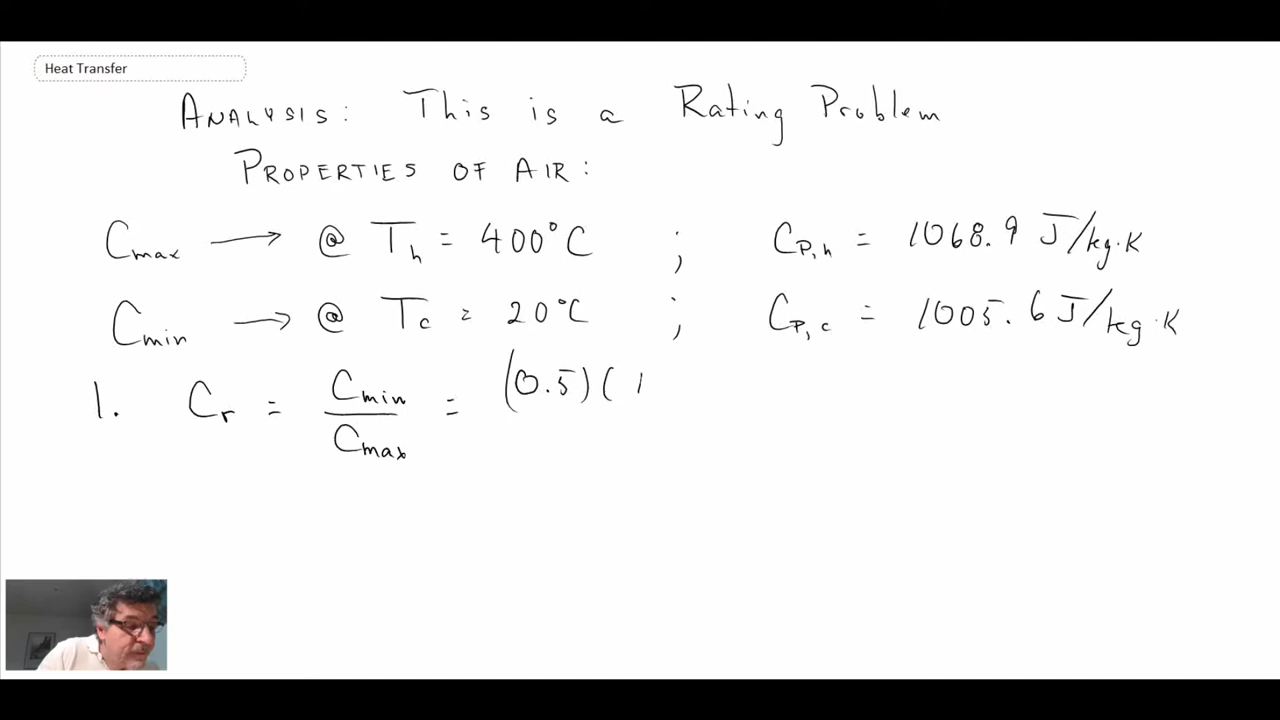 Heat Transfer
ANALYSIS: This is a Rating Problem
PROPERTIES OF AIR:
Cmax → @ Th = 400°C ; CP,h = 1068.9 J/kg·K
Cmin → @ Tc = 20°C ; CP,c = 1005.6 J/kg·K
1. Cr = Cmin/Cmax = (0.5)( 1